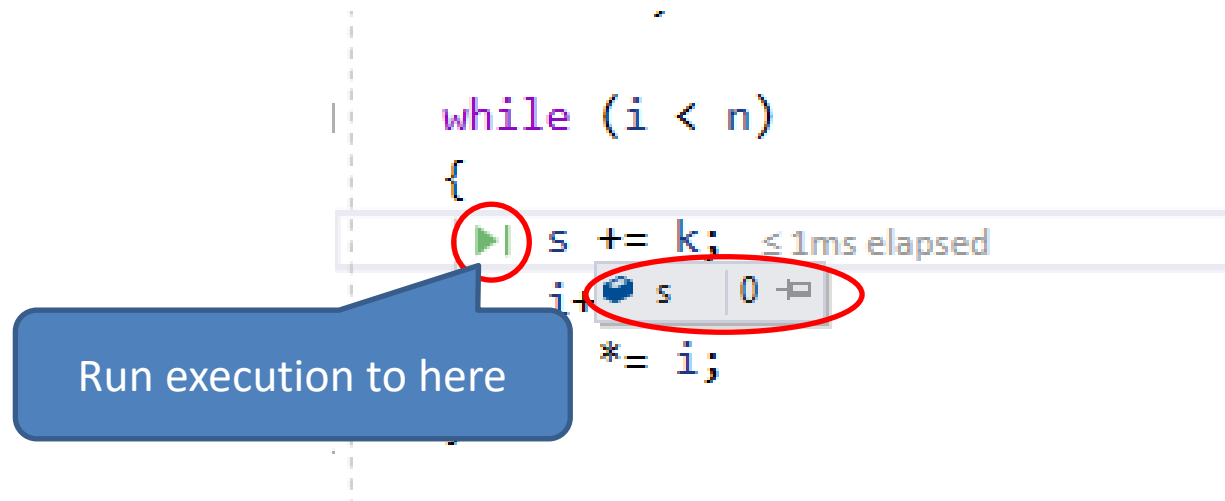 while (i < n)
{
s += k; ≤ 1ms elapsed
i+
s 0
*= i;
Run execution to here